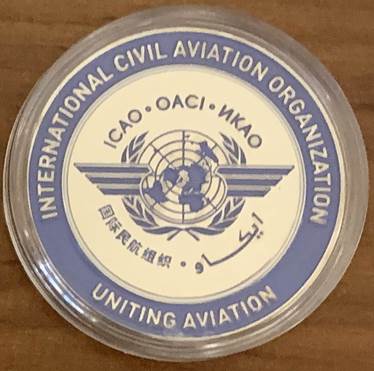 INTERNATIONAL CIVIL AVIATION ORGANIZATION
ICAO • OACI • ИКАО
国际民航组织 • ايكاو
UNITING AVIATION